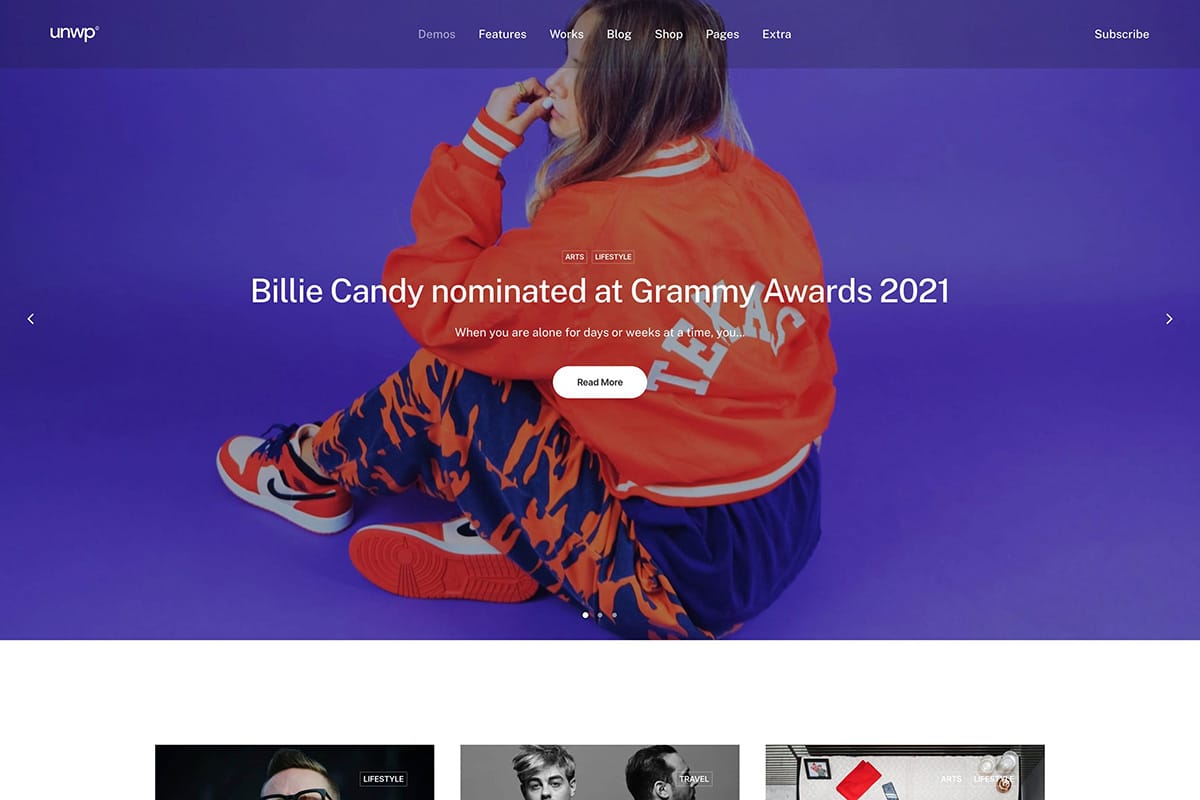 unwp©
Demos Features Works Blog Shop Pages Extra
Subscribe
ARTS LIFESTYLE
Billie Candy nominated at Grammy Awards 2021
When you are alone for days or weeks at a time, you...
TEXAS
Read More
LIFESTYLE
TRAVEL
ARTS LIFESTYLE